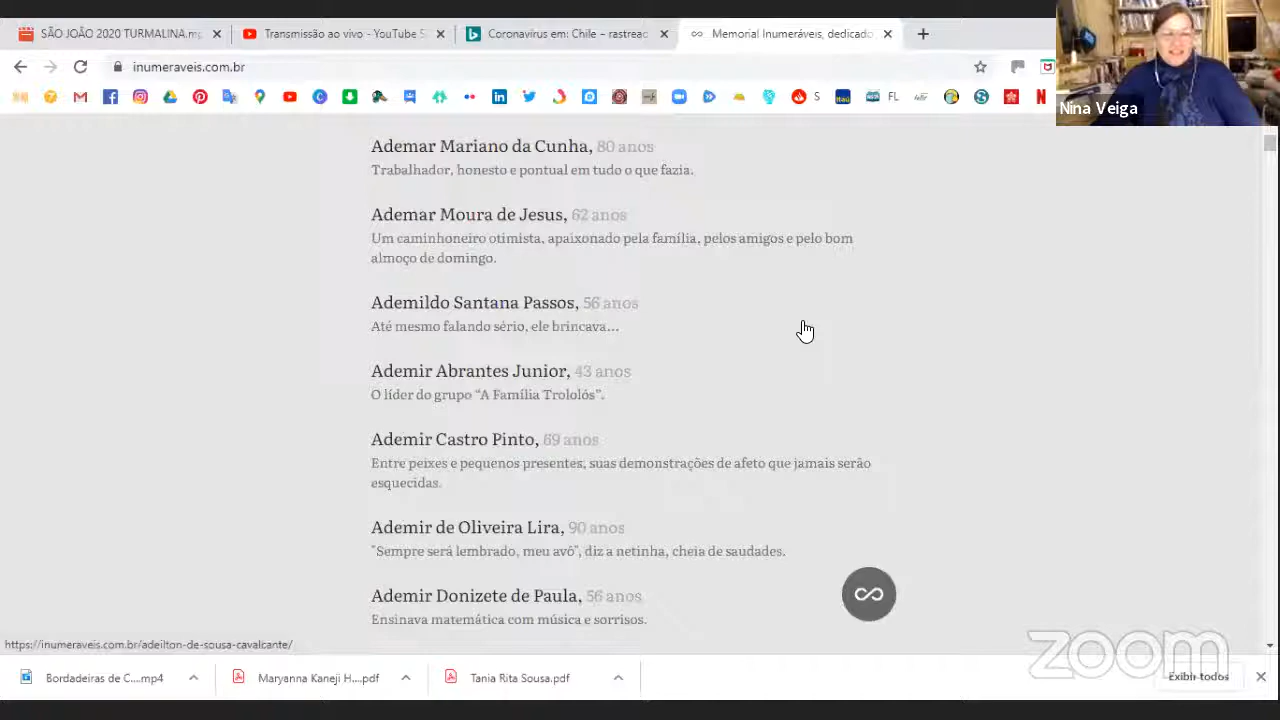 SÃO JOÃO 2020 TURMALINA.m
Transmissão ao vivo - YouTube S
Coronavírus em: Chile – rastread
Memorial Inumeráveis, dedicado
inumeraveis.com.br
S
Itaú
FL
N
Nina Veiga
Ademar Mariano da Cunha, 80 anos
Trabalhador, honesto e pontual em tudo o que fazia.
Ademar Moura de Jesus, 62 anos
Um caminhoneiro otimista, apaixonado pela família, pelos amigos e pelo bom
almoço de domingo.
Ademildo Santana Passos, 56 anos
Até mesmo falando sério, ele brincava...
Ademir Abrantes Junior, 43 anos
O líder do grupo “A Família Trololós”.
Ademir Castro Pinto, 69 anos
Entre peixes e pequenos presentes, suas demonstrações de afeto que jamais serão
esquecidas.
Ademir de Oliveira Lira, 90 anos
"Sempre será lembrado, meu avô", diz a netinha, cheia de saudades.
Ademir Donizete de Paula, 56 anos
Ensinava matemática com música e sorrisos.
https://inumeraveis.com.br/adeilton-de-sousa-cavalcante/
zoom
Bordadeiras de C....mp4
Maryanna Kaneji H....pdf
Tania Rita Sousa.pdf
Exibir todos